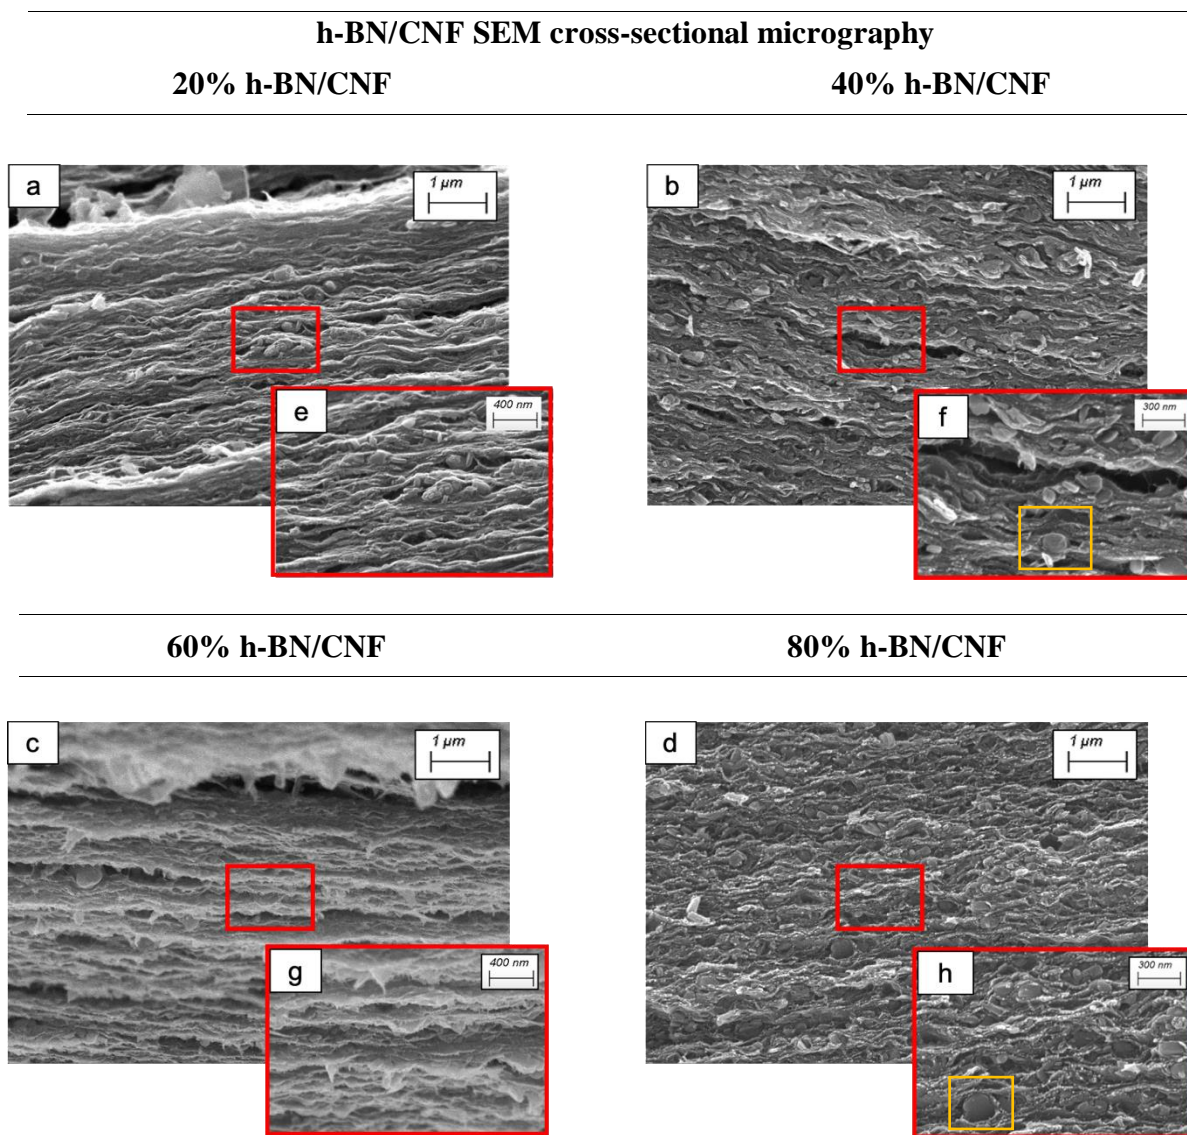 h-BN/CNF SEM cross-sectional micrography
20% h-BN/CNF 40% h-BN/CNF
a 1 μm b 1 μm
e 400 nm f 300 nm
60% h-BN/CNF 80% h-BN/CNF
c 1 μm d 1 μm
g 400 nm h 300 nm